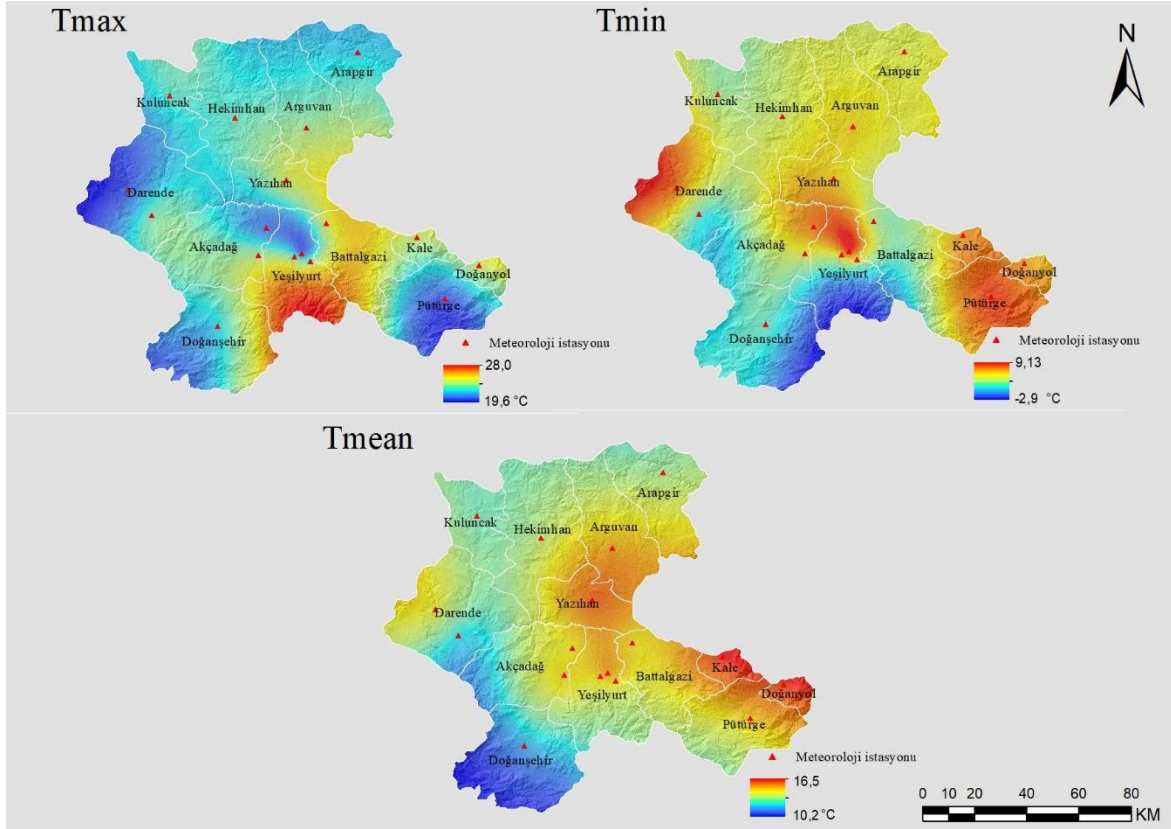 Tmax
Arapgir
Kuluncak
Hekimhan
Arguvan
Yazıhan
Darende
Akçadağ
Battalgazi
Kale
Yeşilyurt
Doğanyol
Pütürge
Doğanşehir
Meteoroloji istasyonu
28,0
19,6 °C
Tmin
N
Arapgir
Kuluncak
Hekimhan
Arguvan
Yazıhan
Darende
Akçadağ
Battalgazi
Kale
Yeşilyurt
Doğanyol
Pütürge
Doğanşehir
Meteoroloji istasyonu
9,13
-2,9 °C
Tmean
Arapgir
Kuluncak
Hekimhan
Arguvan
Yazıhan
Darende
Akçadağ
Battalgazi
Kale
Yeşilyurt
Doğanyol
Pütürge
Doğanşehir
Meteoroloji istasyonu
16,5
10,2 °C
0 10 20 40 60 80
KM